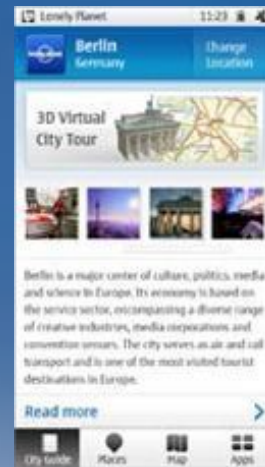 Lonely Planet 11:23
Berlin
Germany
Change
Location
3D Virtual
City Tour
Berlin is a major center of culture, politics, media
and science in Europe. Its economy is based on
the service sector, encompassing a diverse range
of creative industries, media corporations and
convention venues. The city serves as air and rail
transport and is one of the most visited tourist
destinations in Europe.
Read more
City Guide Places Map Apps